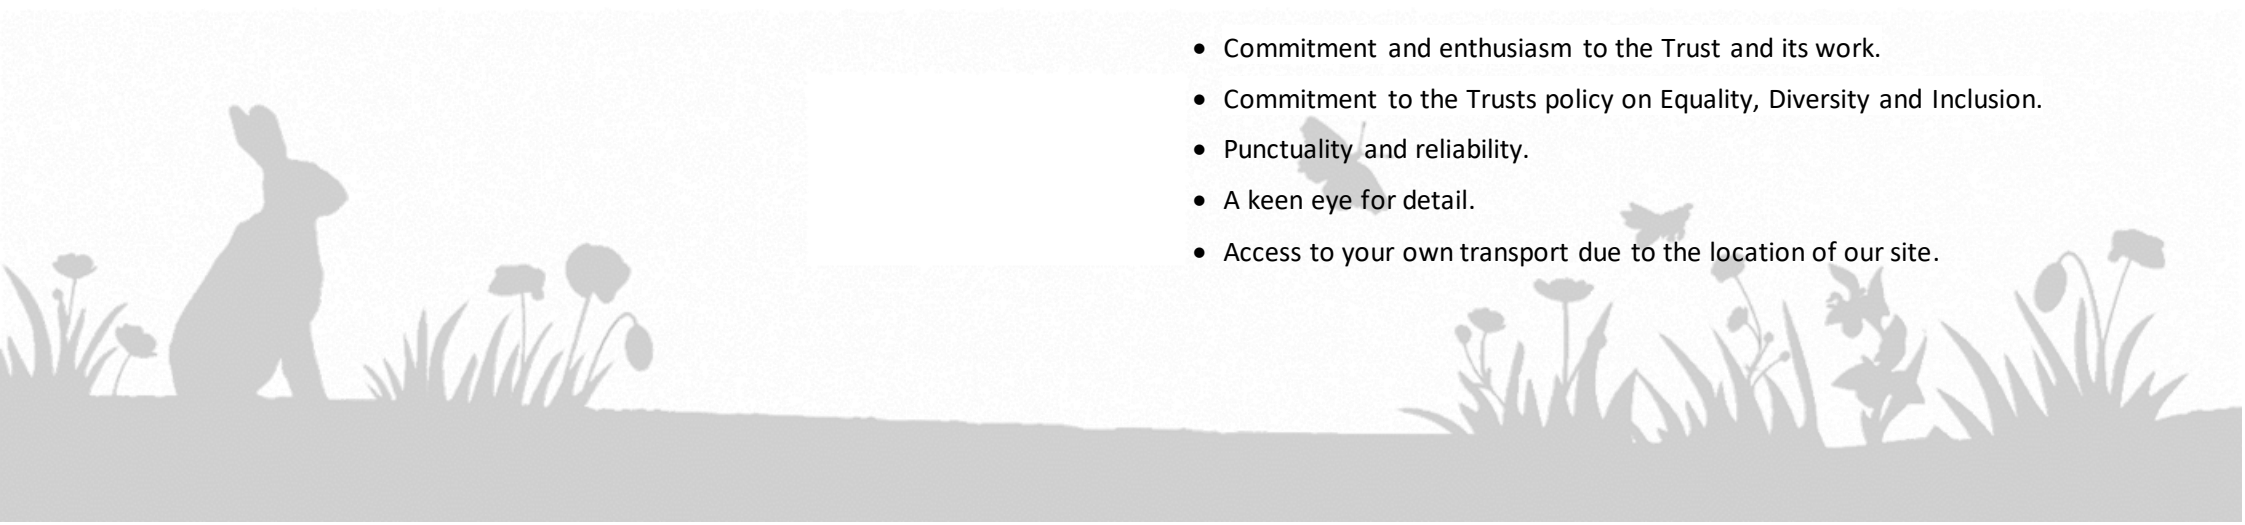 • Commitment and enthusiasm to the Trust and its work.
• Commitment to the Trusts policy on Equality, Diversity and Inclusion.
• Punctuality and reliability.
• A keen eye for detail.
• Access to your own transport due to the location of our site.